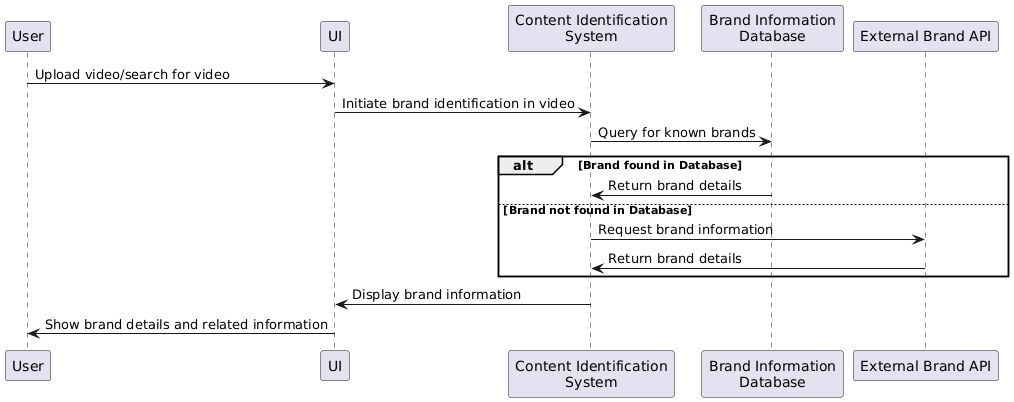 User
UI
Content Identification
System
Brand Information
Database
External Brand API
Upload video/search for video
Initiate brand identification in video
Query for known brands
alt
[Brand found in Database]
Return brand details
[Brand not found in Database]
Request brand information
Return brand details
Display brand information
Show brand details and related information
User
UI
Content Identification
System
Brand Information
Database
External Brand API